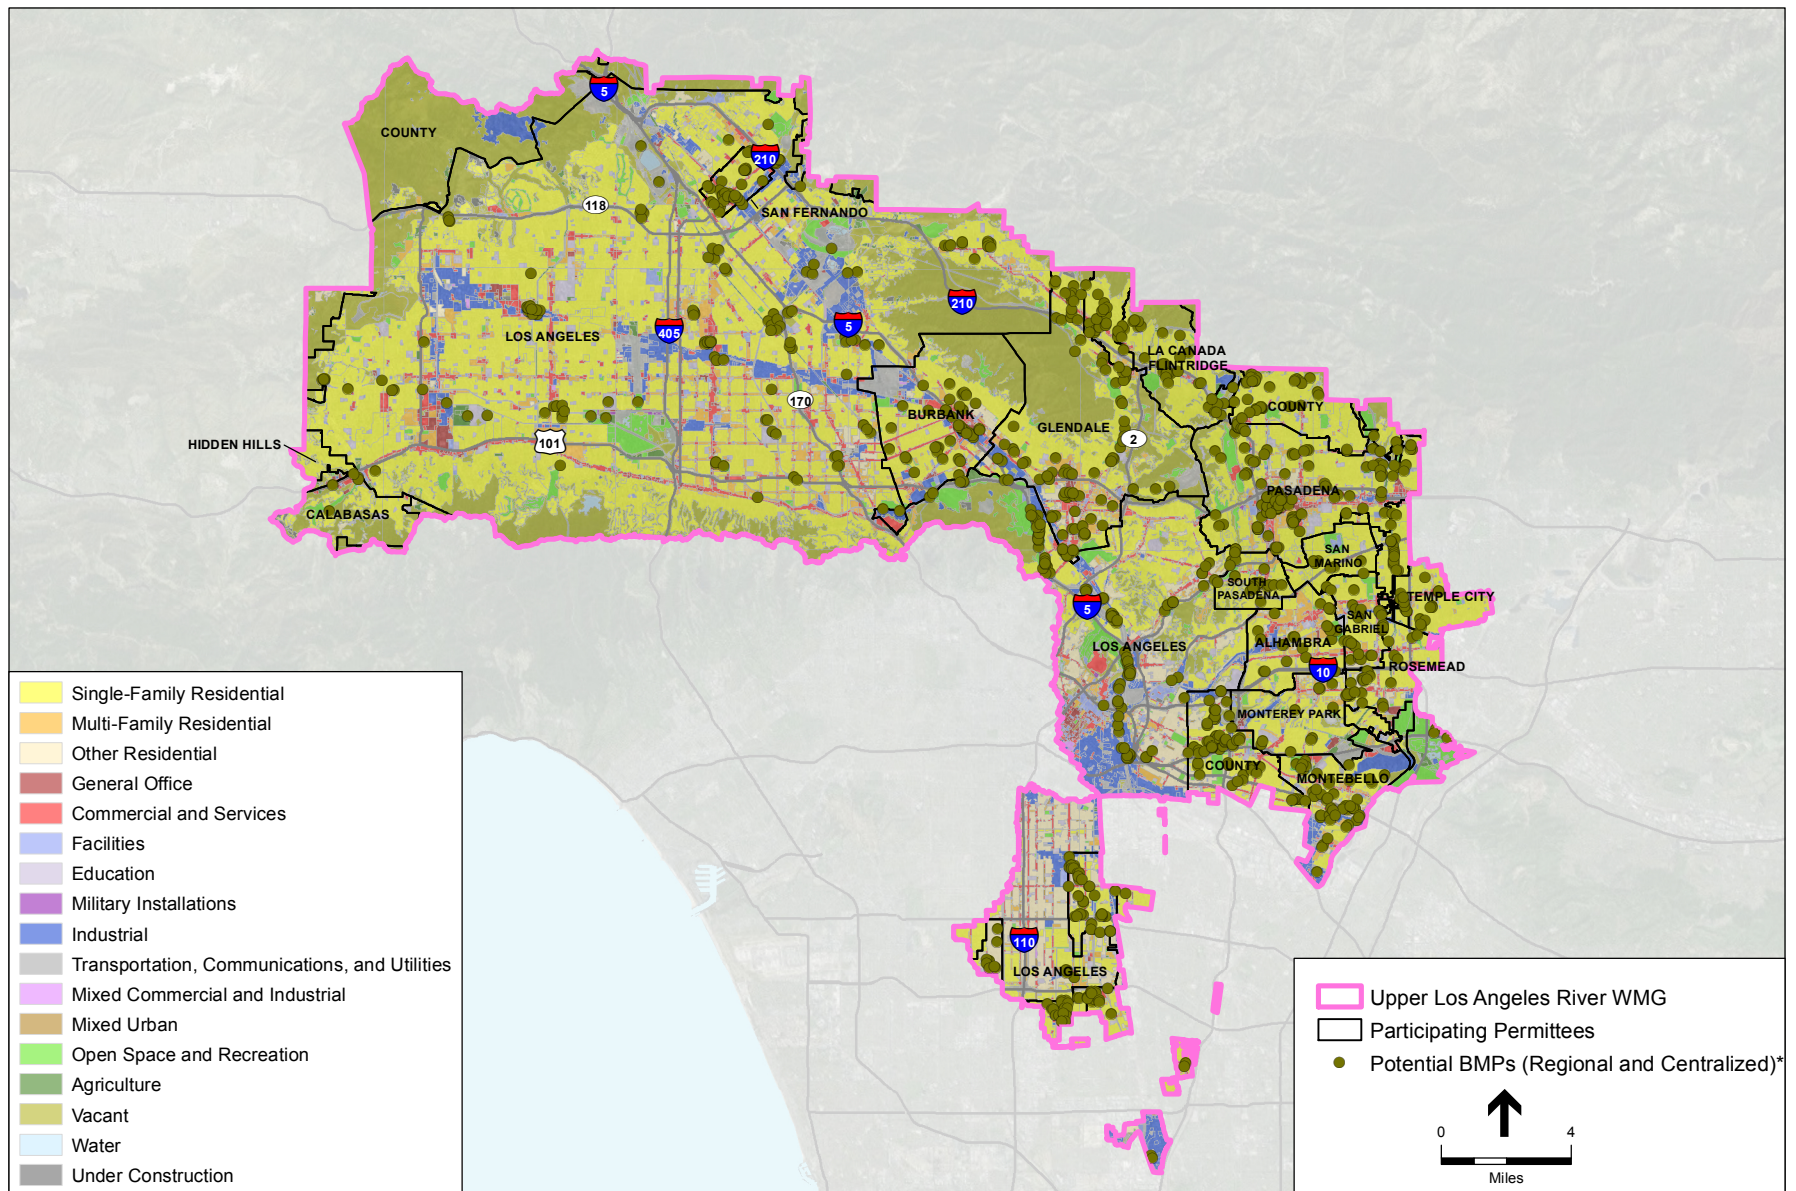 5
COUNTY
210
118
SAN FERNANDO
210
LOS ANGELES
405
5
LA CANADA
FLINTRIDGE
170
BURBANK
COUNTY
GLENDALE
2
HIDDEN HILLS
101
PASADENA
CALABASAS
SAN
MARINO
SOUTH
PASADENA
TEMPLE CITY
5
SAN
GABRIEL
LOS ANGELES
ALHAMBRA
10
ROSEMEAD
MONTEREY PARK
COUNTY
MONTEBELLO
110
LOS ANGELES
Single-Family Residential
Multi-Family Residential
Other Residential
General Office
Commercial and Services
Facilities
Education
Military Installations
Industrial
Transportation, Communications, and Utilities
Mixed Commercial and Industrial
Mixed Urban
Open Space and Recreation
Agriculture
Vacant
Water
Under Construction
Upper Los Angeles River WMG
Participating Permittees
Potential BMPs (Regional and Centralized)*
0 4
Miles